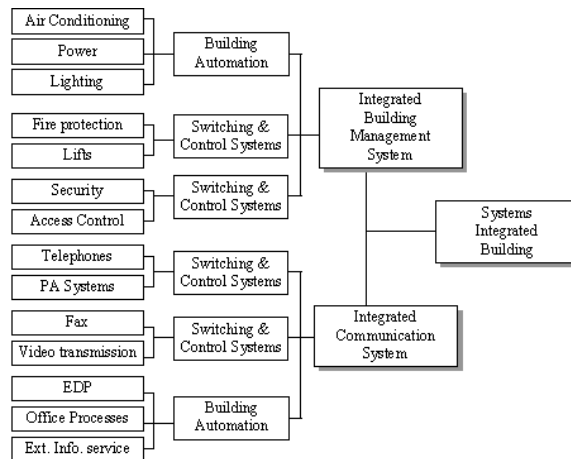 Air Conditioning
Power
Lighting
Building
Automation
Fire protection
Lifts
Switching &
Control Systems
Security
Access Control
Switching &
Control Systems
Integrated
Building
Management
System
Telephones
PA Systems
Switching &
Control Systems
Fax
Video transmission
Switching &
Control Systems
EDP
Office Processes
Ext. Info. service
Building
Automation
Integrated
Communication
System
Systems
Integrated
Building